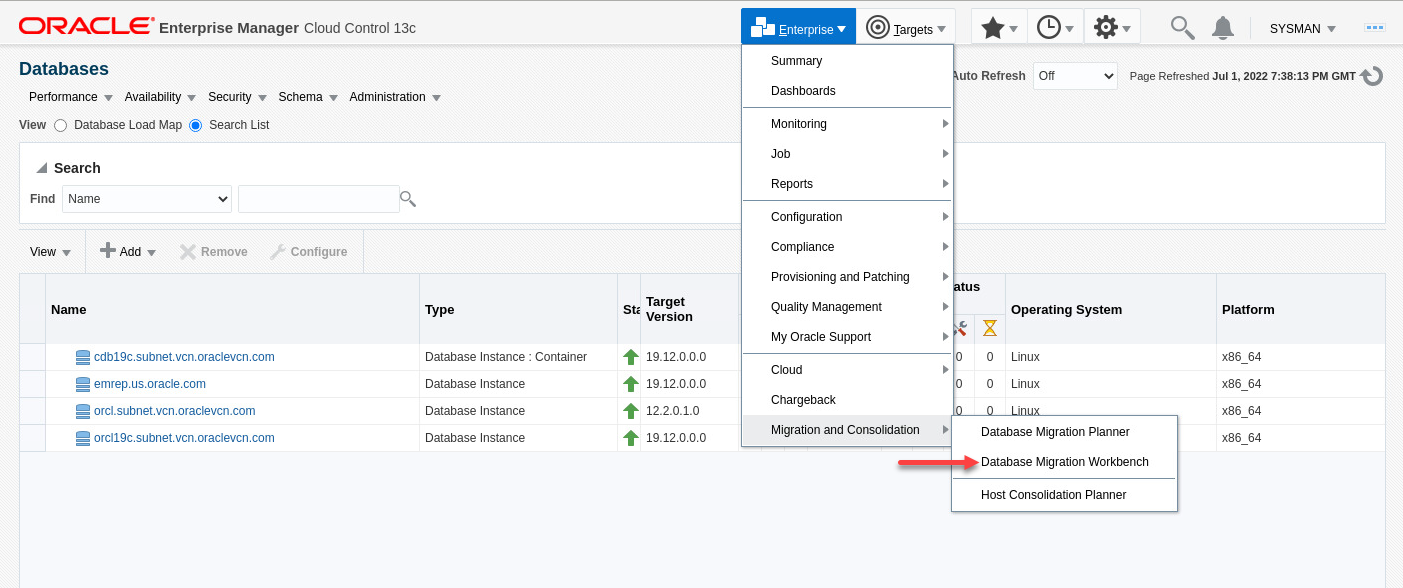 ORACLE Enterprise Manager Cloud Control 13c
Enterprise
Targets
SYSMAN
Databases
Auto Refresh Off Page Refreshed Jul 1, 2022 7:38:13 PM GMT
Performance Availability Security Schema Administration
View Database Load Map Search List
Search
Find Name
View Add Remove Configure
Name Type Sta Target Version atus Operating System Platform
cdb19c.subnet.vcn.oraclevcn.com Database Instance : Container 19.12.0.0.0 0 0 Linux x86_64
emrep.us.oracle.com Database Instance 19.12.0.0.0 0 0 Linux x86_64
orcl.subnet.vcn.oraclevcn.com Database Instance 12.2.0.1.0 0 0 Linux x86_64
orcl19c.subnet.vcn.oraclevcn.com Database Instance 19.12.0.0.0 x86_64
Summary
Dashboards
Monitoring
Job
Reports
Configuration
Compliance
Provisioning and Patching
Quality Management
My Oracle Support
Cloud
Chargeback
Migration and Consolidation
Database Migration Planner
Database Migration Workbench
Host Consolidation Planner